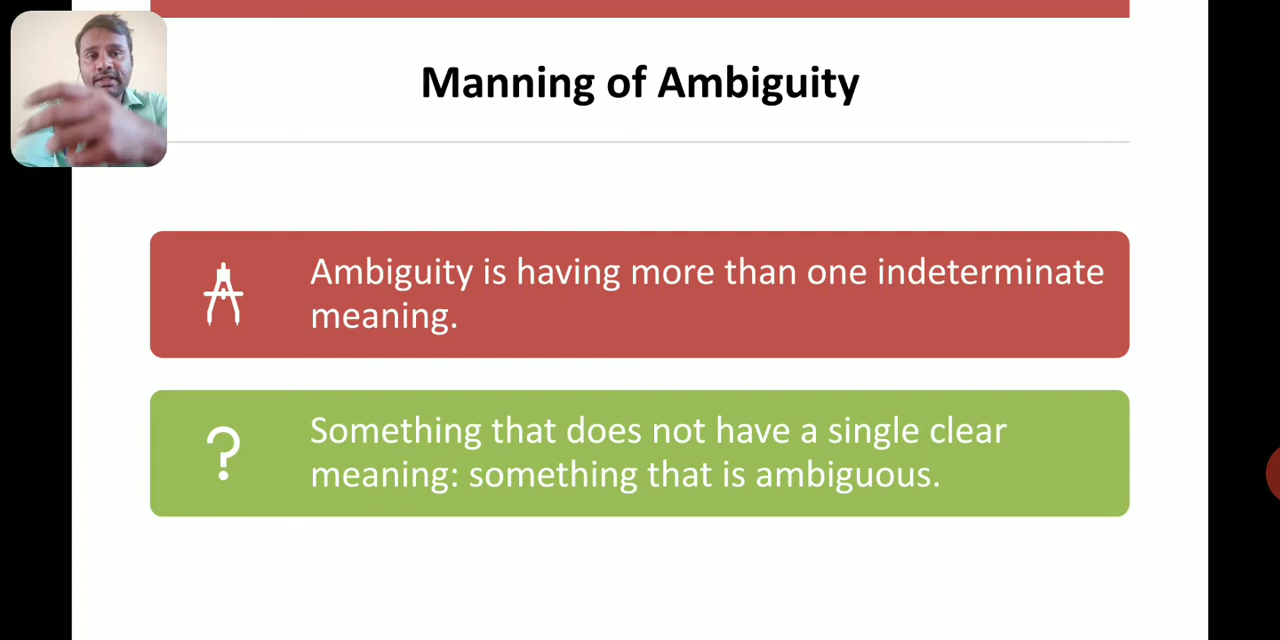 Manning of Ambiguity
Ambiguity is having more than one indeterminate
meaning.
Something that does not have a single clear
meaning: something that is ambiguous.